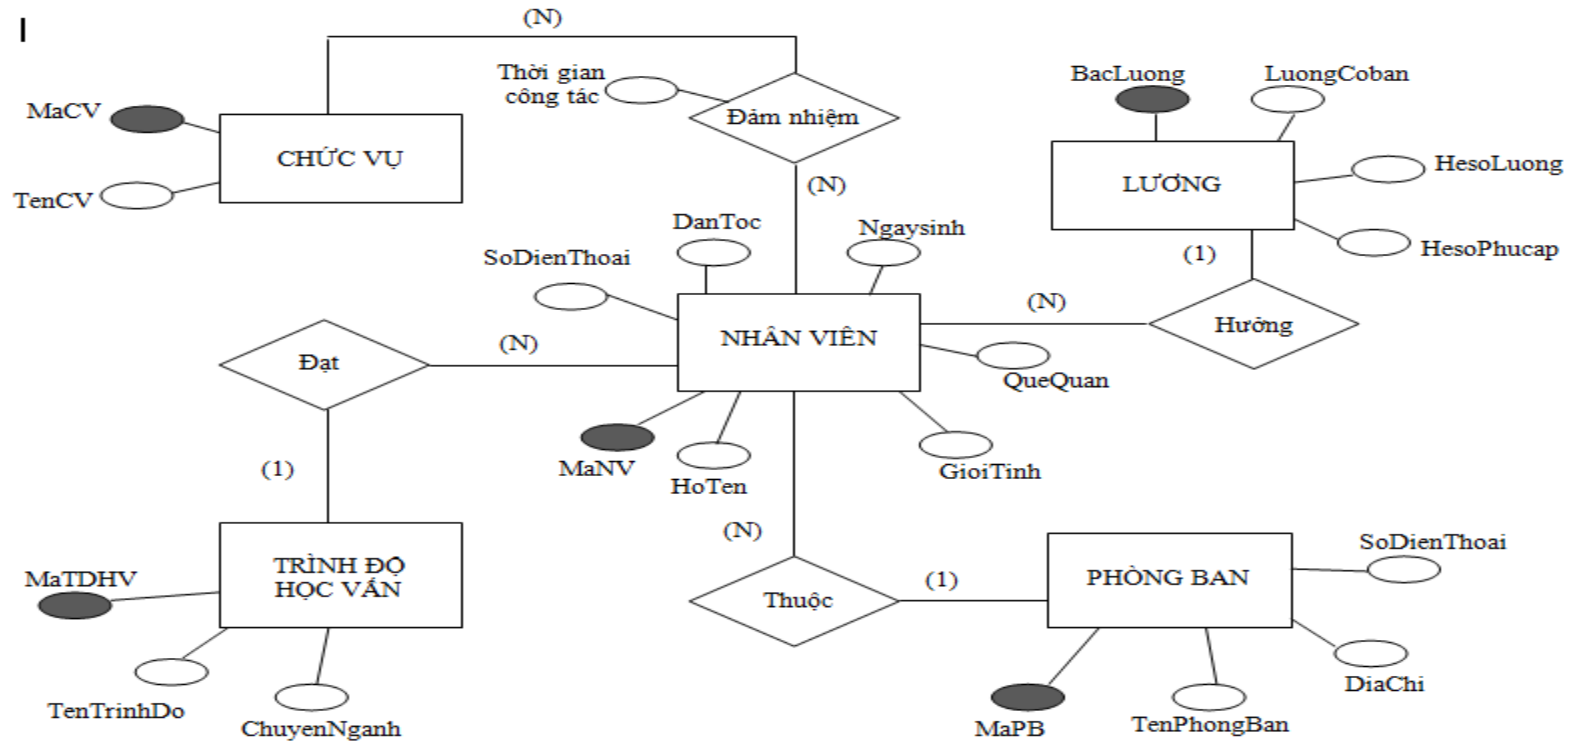 (N)
Thời gian
công tác
Đảm nhiệm
BacLuong
LuongCoban
MaCV
CHỨC VỤ
TenCV
(N)
LƯƠNG
HesoLuong
HesoPhucap
(1)
DanToc
Ngaysinh
SoDienThoai
(N)
Hưởng
NHÂN VIÊN
(N)
Đạt
QueQuan
MaNV
HoTen
GioiTinh
(1)
(N)
MaTDHV
TRÌNH ĐỘ
HỌC VẤN
Thuộc
(1)
PHÒNG BAN
SoDienThoai
TenTrinhDo
ChuyenNganh
MaPB
TenPhongBan
DiaChi